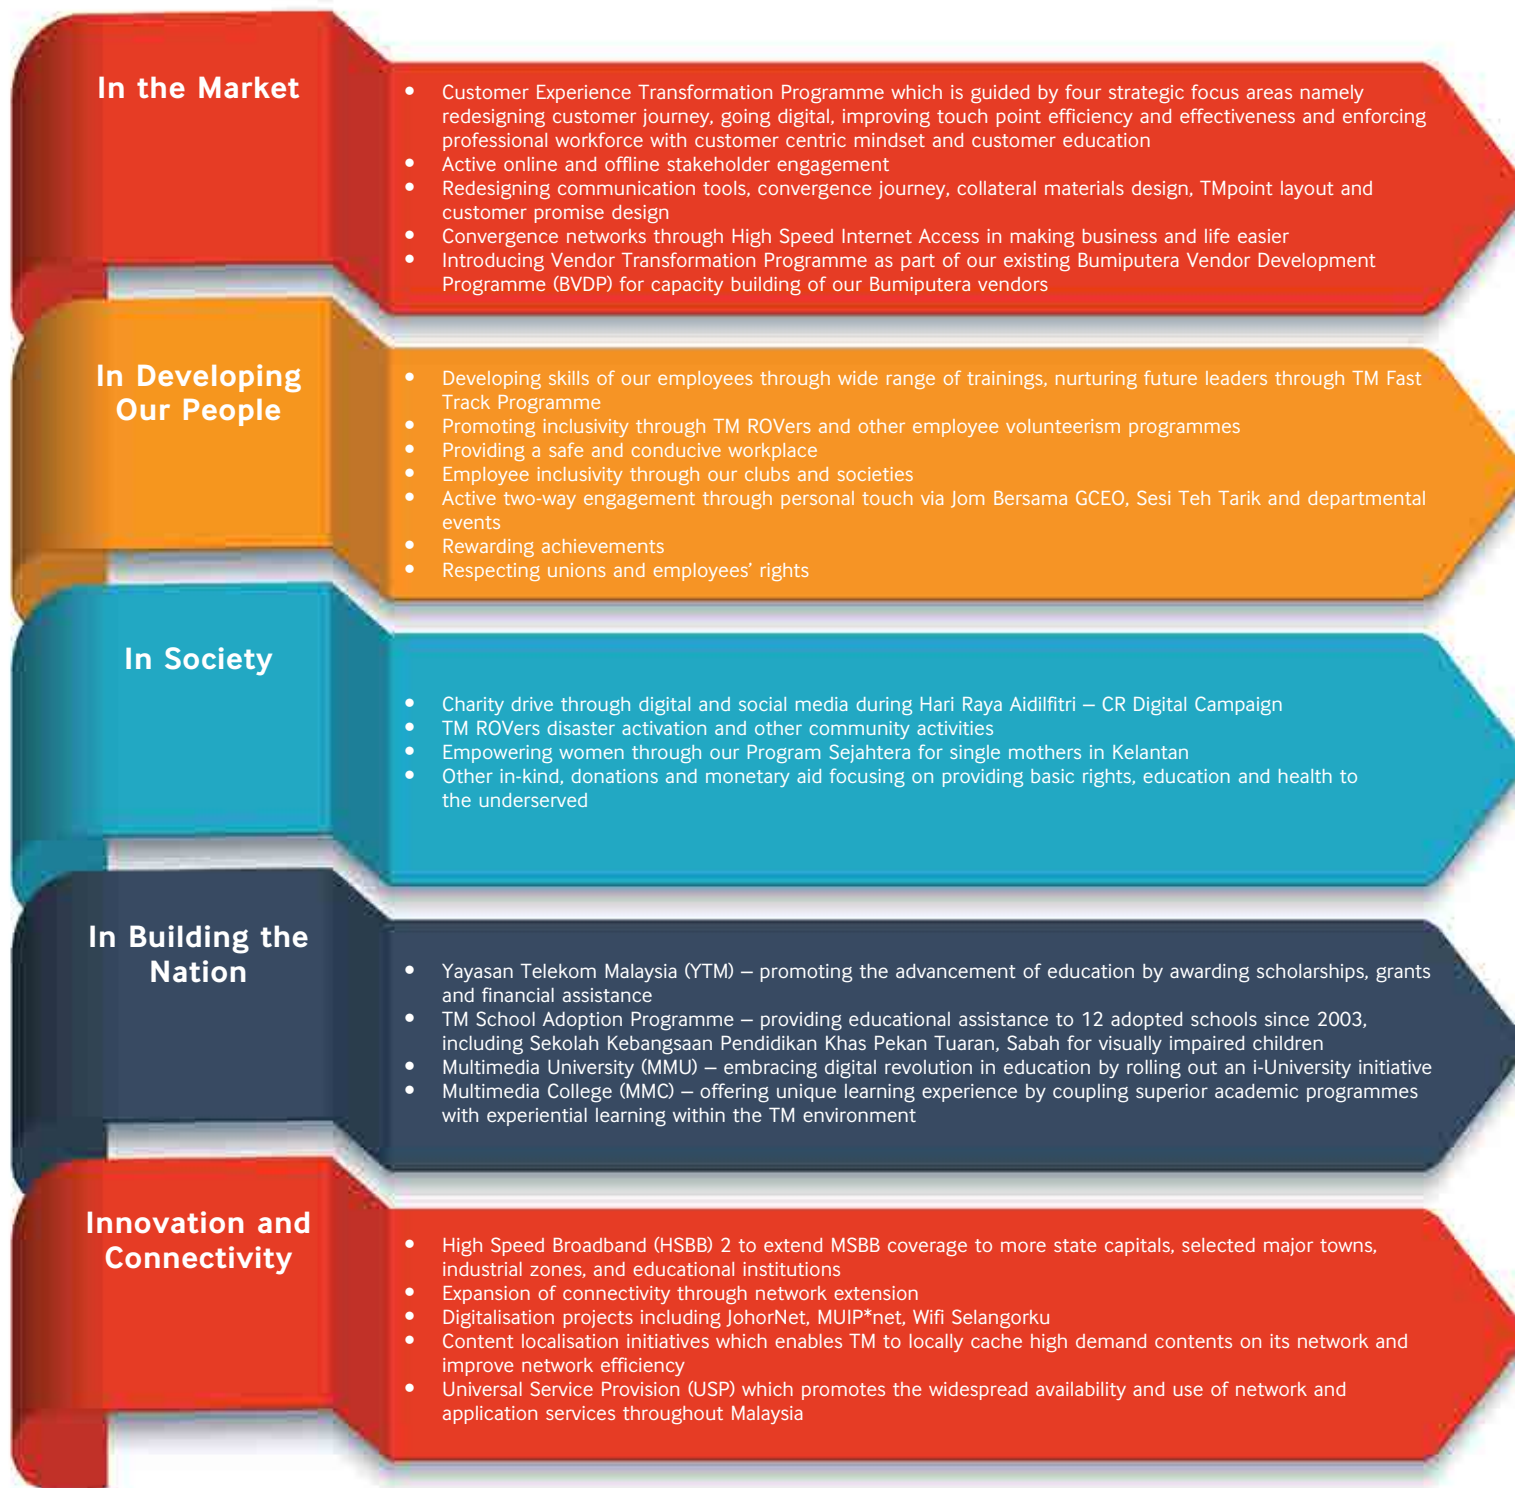 In the Market
• Customer Experience Transformation Programme which is guided by four strategic focus areas namely
redesigning customer journey, going digital, improving touch point efficiency and effectiveness and enforcing
professional workforce with customer centric mindset and customer education
• Active online and offline stakeholder engagement
• Redesigning communication tools, convergence journey, collateral materials design, TMpoint layout and
customer promise design
• Convergence networks through High Speed Internet Access in making business and life easier
• Introducing Vendor Transformation Programme as part of our existing Bumiputera Vendor Development
Programme (BVDP) for capacity building of our Bumiputera vendors
In Developing
Our People
• Developing skills of our employees through wide range of trainings, nurturing future leaders through TM Fast
Track Programme
• Promoting inclusivity through TM ROVers and other employee volunteerism programmes
• Providing a safe and conducive workplace
• Employee inclusivity through our clubs and societies
• Active two-way engagement through personal touch via Jom Bersama GCEO, Sesi Teh Tarik and departmental
events
• Rewarding achievements
• Respecting unions and employees’ rights
In Society
• Charity drive through digital and social media during Hari Raya Aidilfitri – CR Digital Campaign
• TM ROVers disaster activation and other community activities
• Empowering women through our Program Sejahtera for single mothers in Kelantan
• Other in-kind, donations and monetary aid focusing on providing basic rights, education and health to
the underserved
In Building the
Nation
• Yayasan Telekom Malaysia (YTM) – promoting the advancement of education by awarding scholarships, grants
and financial assistance
• TM School Adoption Programme – providing educational assistance to 12 adopted schools since 2003,
including Sekolah Kebangsaan Pendidikan Khas Pekan Tuaran, Sabah for visually impaired children
• Multimedia University (MMU) – embracing digital revolution in education by rolling out an i-University initiative
• Multimedia College (MMC) – offering unique learning experience by coupling superior academic programmes
with experiential learning within the TM environment
Innovation and
Connectivity
• High Speed Broadband (HSBB) 2 to extend MSBB coverage to more state capitals, selected major towns,
industrial zones, and educational institutions
• Expansion of connectivity through network extension
• Digitalisation projects including JohorNet, MUIP*net, Wifi Selangorku
• Content localisation initiatives which enables TM to locally cache high demand contents on its network and
improve network efficiency
• Universal Service Provision (USP) which promotes the widespread availability and use of network and
application services throughout Malaysia